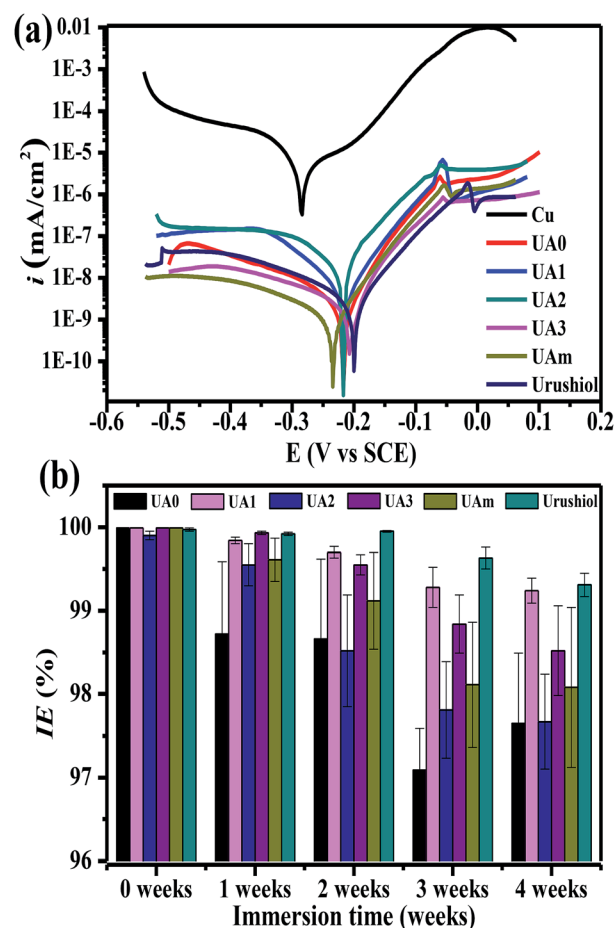 (a)
0.01
1E-3
1E-4
1E-5
1E-6
1E-7
1E-8
1E-9
1E-10
i (mA/cm²)
Cu
UA0
UA1
UA2
UA3
UAm
Urushiol
-0.6 -0.5 -0.4 -0.3 -0.2 -0.1 0.0 0.1 0.2
E (V vs SCE)
(b)
UA0 UA1 UA2 UA3 UAm Urushiol
100
99
98
97
96
IE (%)
0 weeks 1 weeks 2 weeks 3 weeks 4 weeks
Immersion time (weeks)